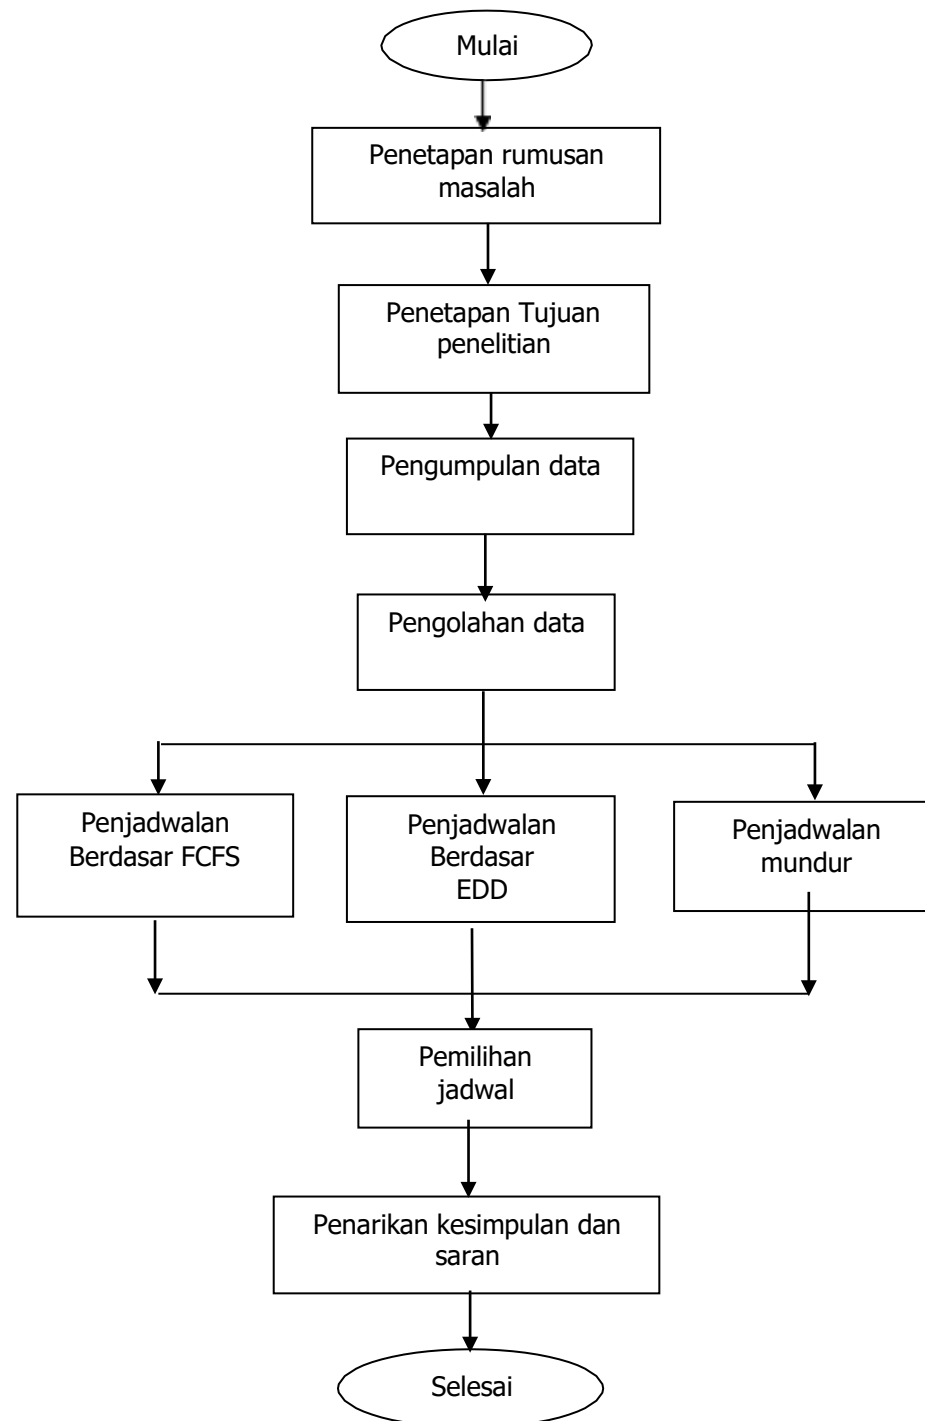 Mulai
Penetapan rumusan
masalah
Penetapan Tujuan
penelitian
Pengumpulan data
Pengolahan data
Penjadwalan
Berdasar FCFS
Penjadwalan
Berdasar
EDD
Penjadwalan
mundur
Pemilihan
jadwal
Penarikan kesimpulan dan
saran
Selesai